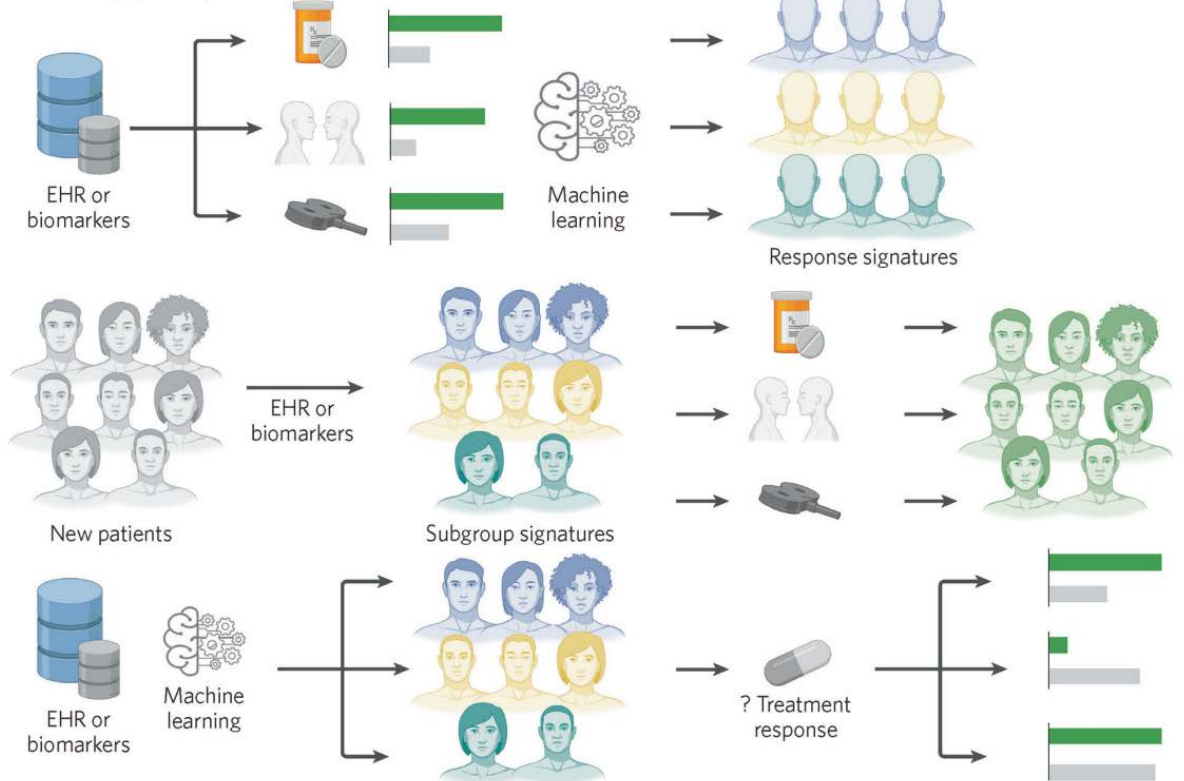 EHR or
biomarkers
Machine
learning
Response signatures
New patients
EHR or
biomarkers
Subgroup signatures
EHR or
biomarkers
Machine
learning
? Treatment
response